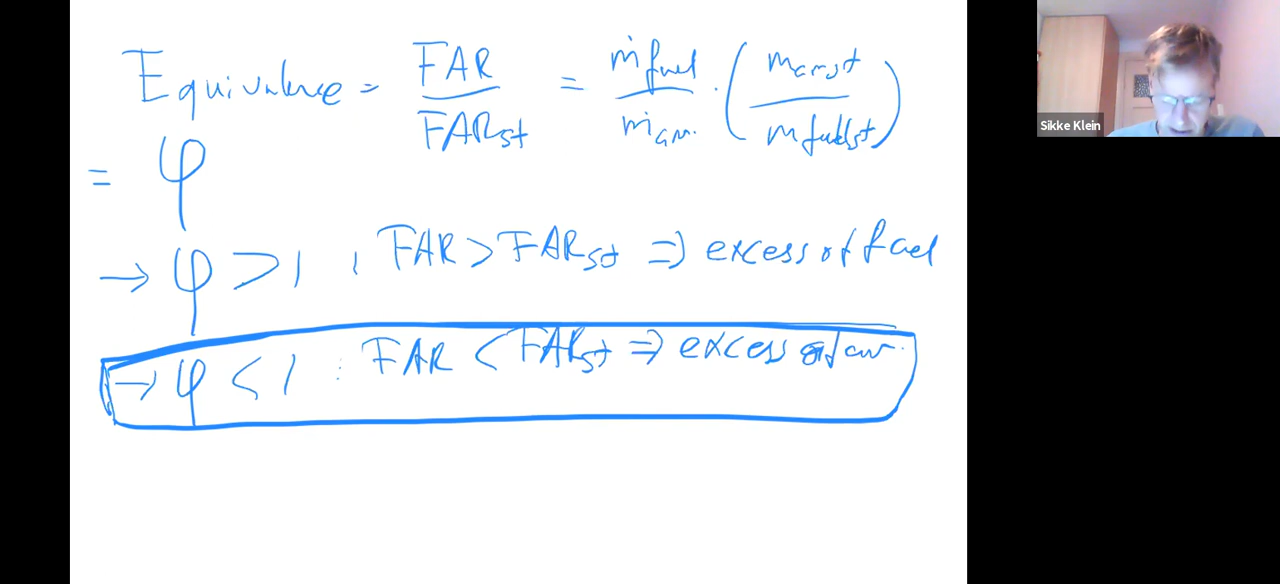 Equivalence = FAR / FARst = ṁfuel / ṁair · (mairst / mfuelst)
= φ
→ φ > 1 , FAR > FARst ⇒ excess of fuel
→ φ < 1 : FAR < FARst ⇒ excess of air.
Sikke Klein